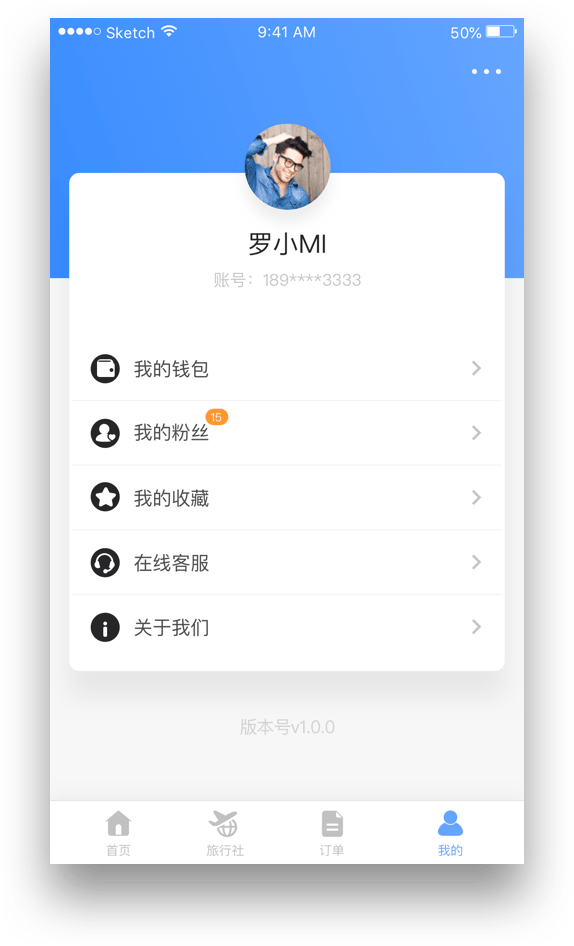 Sketch 9:41 AM 50%
罗小MI
账号：189****3333
我的钱包
我的粉丝 15
我的收藏
在线客服
关于我们
版本号v1.0.0
首页 旅行社 订单 我的